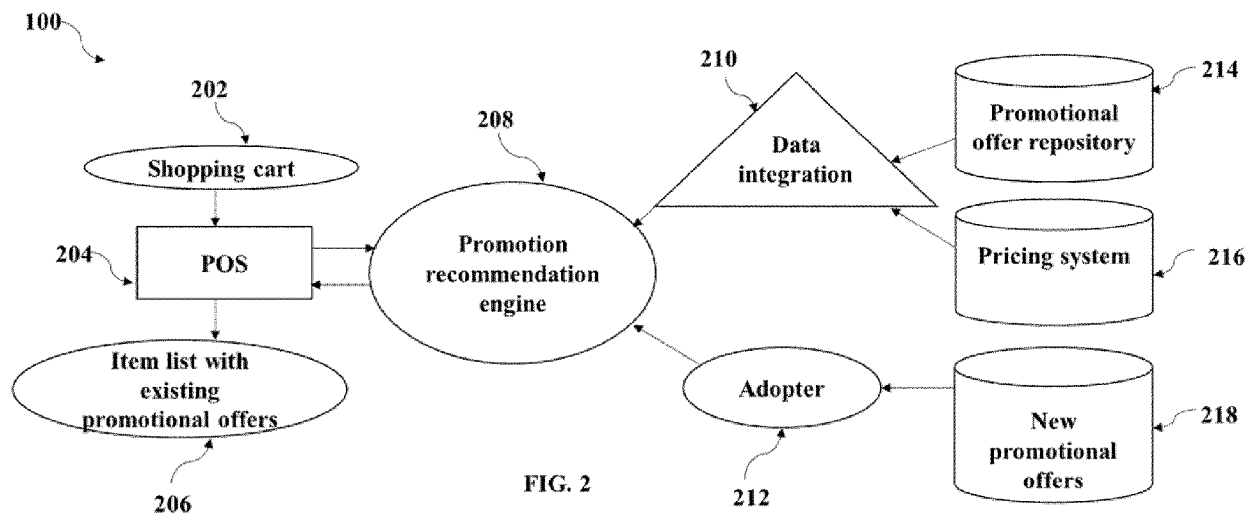 100
202
Shopping cart
204
POS
Item list with
existing
promotional offers
206
208
Promotion
recommendation
engine
210
Data
integration
Adopter
212
214
Promotional
offer repository
Pricing system
216
New
promotional
offers
218
FIG. 2